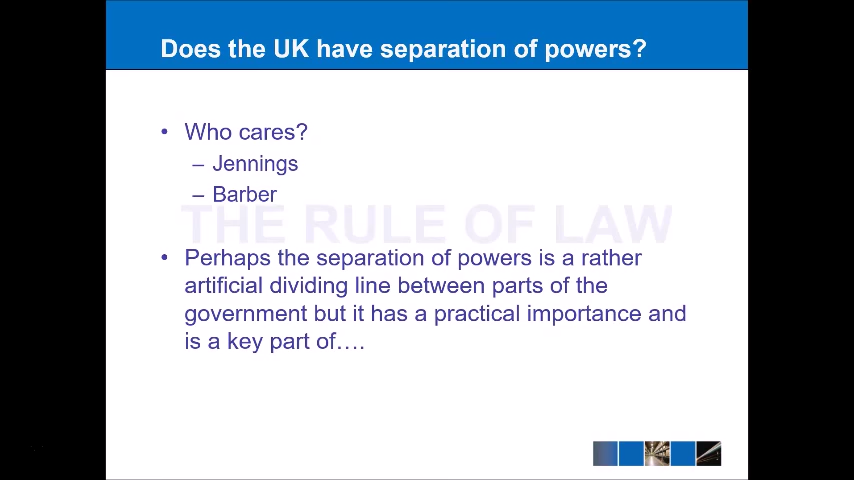 Does the UK have separation of powers?
• Who cares?
– Jennings
– Barber
THE RULE OF LAW
• Perhaps the separation of powers is a rather
artificial dividing line between parts of the
government but it has a practical importance and
is a key part of….